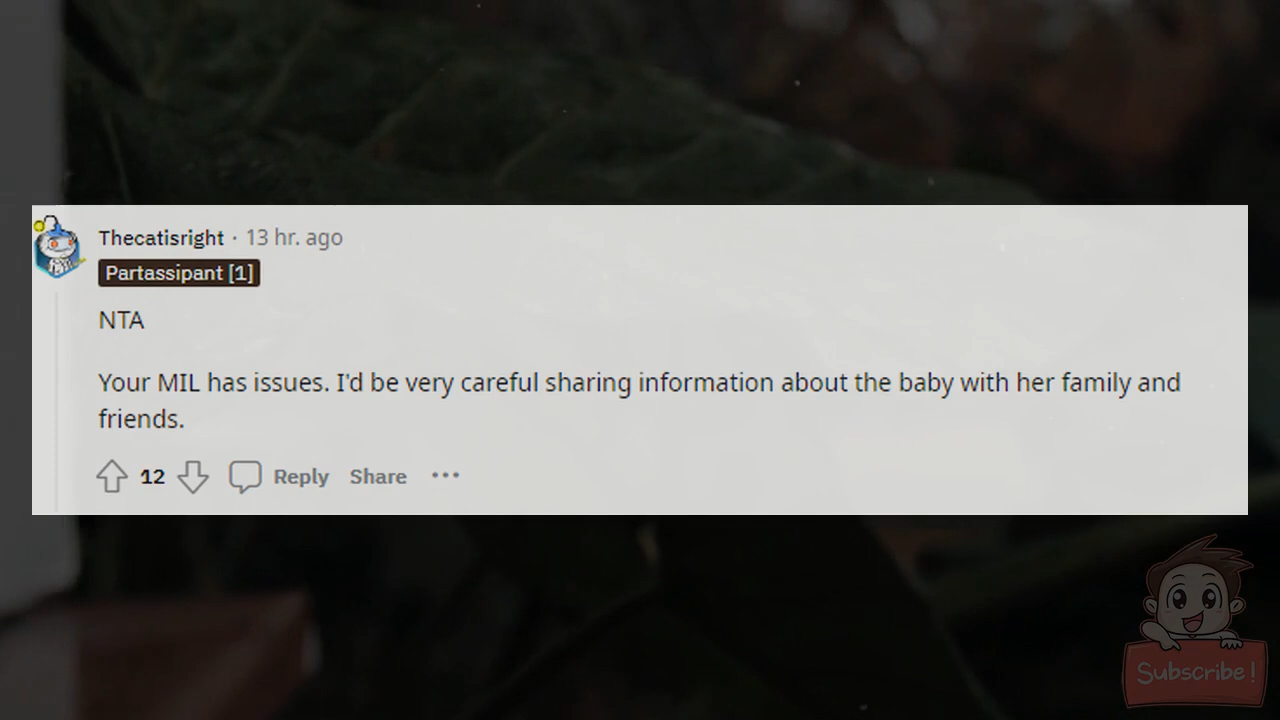 Thecatisright · 13 hr. ago
Partassipant [1]
NTA
Your MIL has issues. I'd be very careful sharing information about the baby with her family and
friends.
12 Reply Share ···
Subscribe!